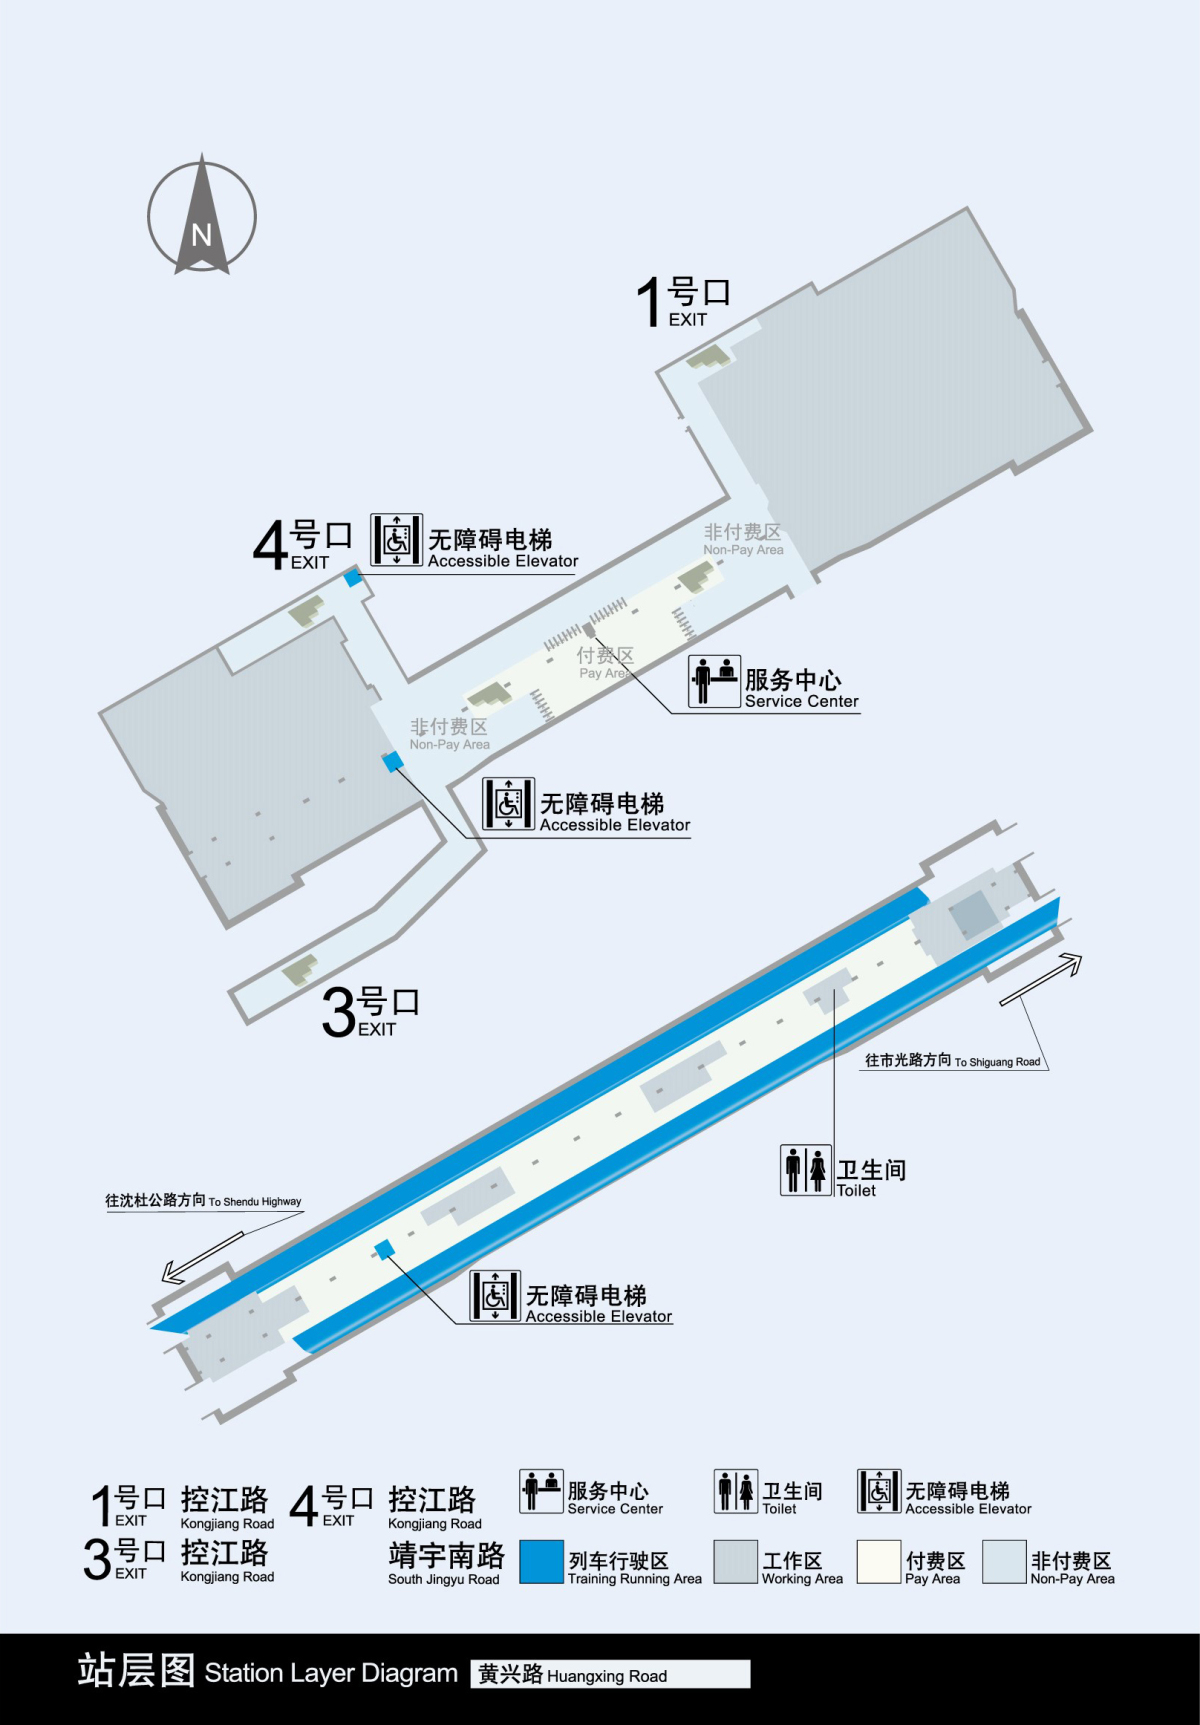 N
1号口
EXIT
4号口
EXIT
无障碍电梯
Accessible Elevator
非付费区
Non-Pay Area
付费区
Pay Area
服务中心
Service Center
非付费区
Non-Pay Area
无障碍电梯
Accessible Elevator
3号口
EXIT
往市光路方向 To Shiguang Road
卫生间
Toilet
往沈杜公路方向 To Shendu Highway
无障碍电梯
Accessible Elevator
1号口 控江路
EXIT Kongjiang Road
4号口 控江路
EXIT Kongjiang Road
3号口 控江路
EXIT Kongjiang Road
靖宇南路
South Jingyu Road
服务中心
Service Center
卫生间
Toilet
无障碍电梯
Accessible Elevator
列车行驶区
Training Running Area
工作区
Working Area
付费区
Pay Area
非付费区
Non-Pay Area
站层图 Station Layer Diagram 黄兴路 Huangxing Road